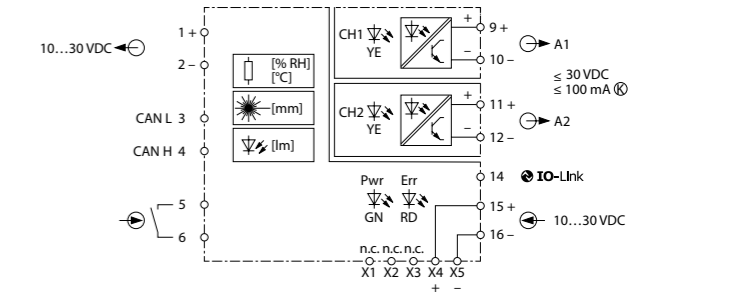 1 +
10…30 VDC
2 –
CAN L 3
CAN H 4
5
6
[% RH]
[°C]
[mm]
[lm]
CH1
YE
+
–
9 +
10 –
A1
≤ 30 VDC
≤ 100 mA Ⓚ
CH2
YE
+
–
11 +
12 –
A2
Pwr Err
GN RD
14 IO-Link
15 +
10…30 VDC
16 –
n.c. n.c. n.c.
X1 X2 X3 X4 X5
+ –